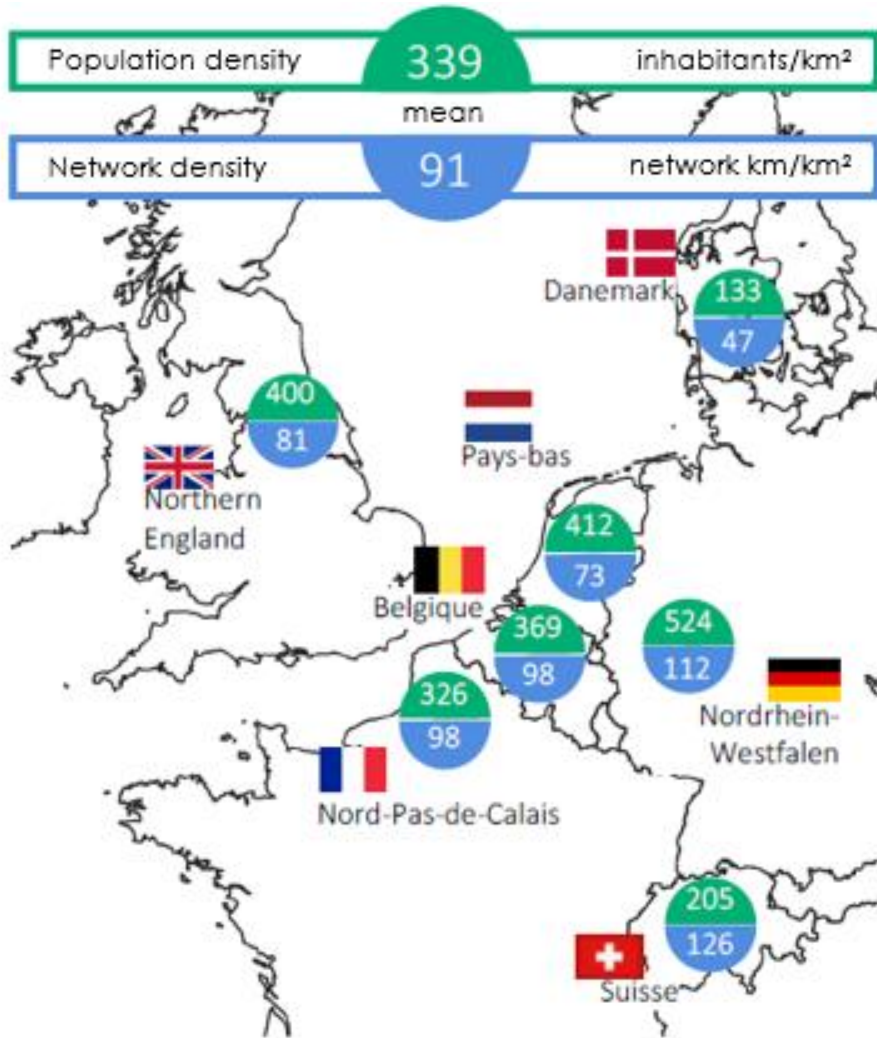 Population density 339 inhabitants/km²
mean
Network density 91 network km/km²
Danemark
133
47
400
81
Northern
England
Pays-bas
412
73
Belgique
369
98
524
112
Nordrhein-
Westfalen
326
98
Nord-Pas-de-Calais
205
126
Suisse